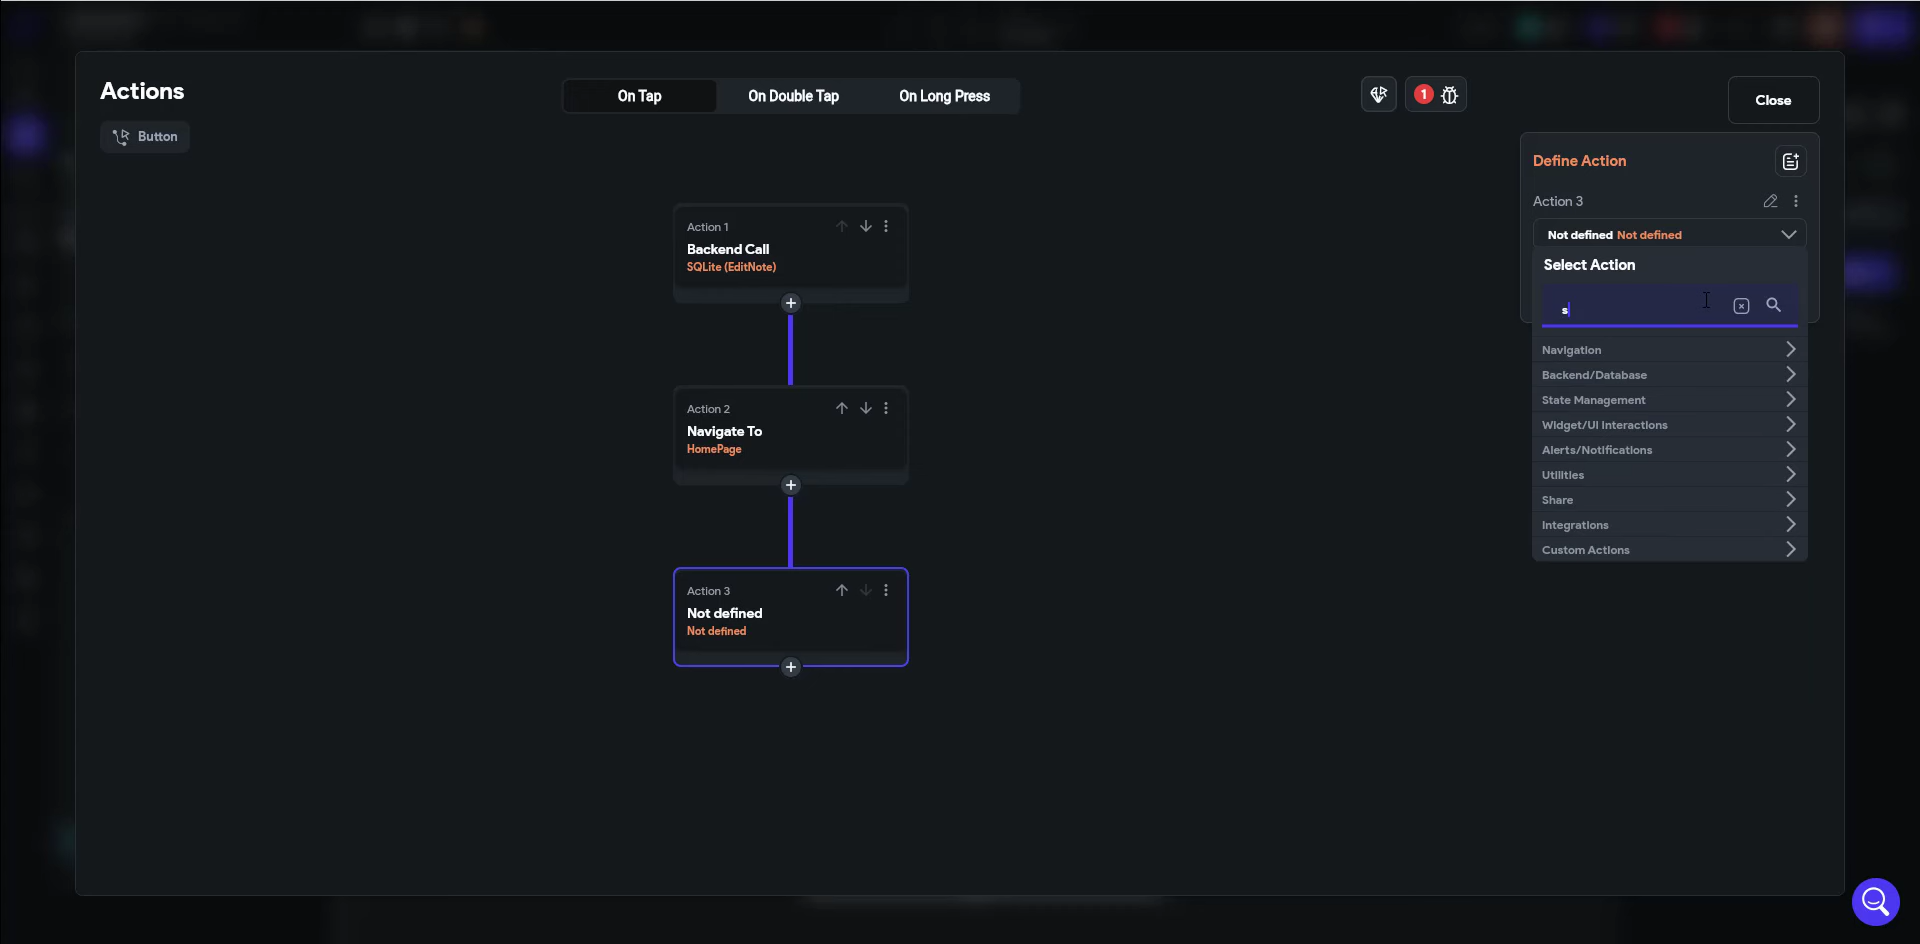 Actions
On Tap
On Double Tap
On Long Press
1
Close
Button
Define Action
Action 3
Not defined Not defined
Select Action
s
Navigation
Backend/Database
State Management
Widget/UI Interactions
Alerts/Notifications
Utilities
Share
Integrations
Custom Actions
Action 1
Backend Call
SQLite (EditNote)
Action 2
Navigate To
HomePage
Action 3
Not defined
Not defined